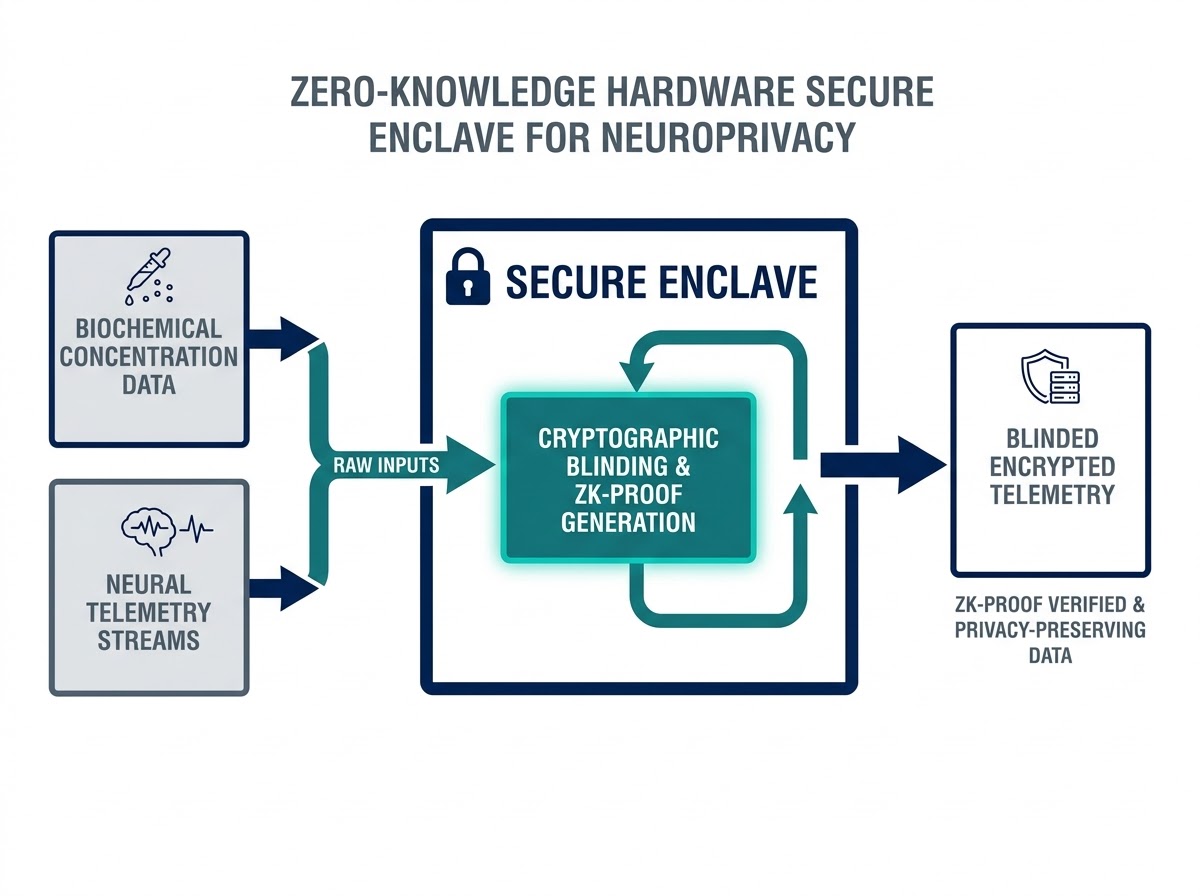 ZERO-KNOWLEDGE HARDWARE SECURE
ENCLAVE FOR NEUROPRIVACY
BIOCHEMICAL
CONCENTRATION
DATA
NEURAL
TELEMETRY
STREAMS
RAW INPUTS
SECURE ENCLAVE
CRYPTOGRAPHIC
BLINDING &
ZK-PROOF
GENERATION
BLINDED
ENCRYPTED
TELEMETRY
ZK-PROOF VERIFIED &
PRIVACY-PRESERVING
DATA